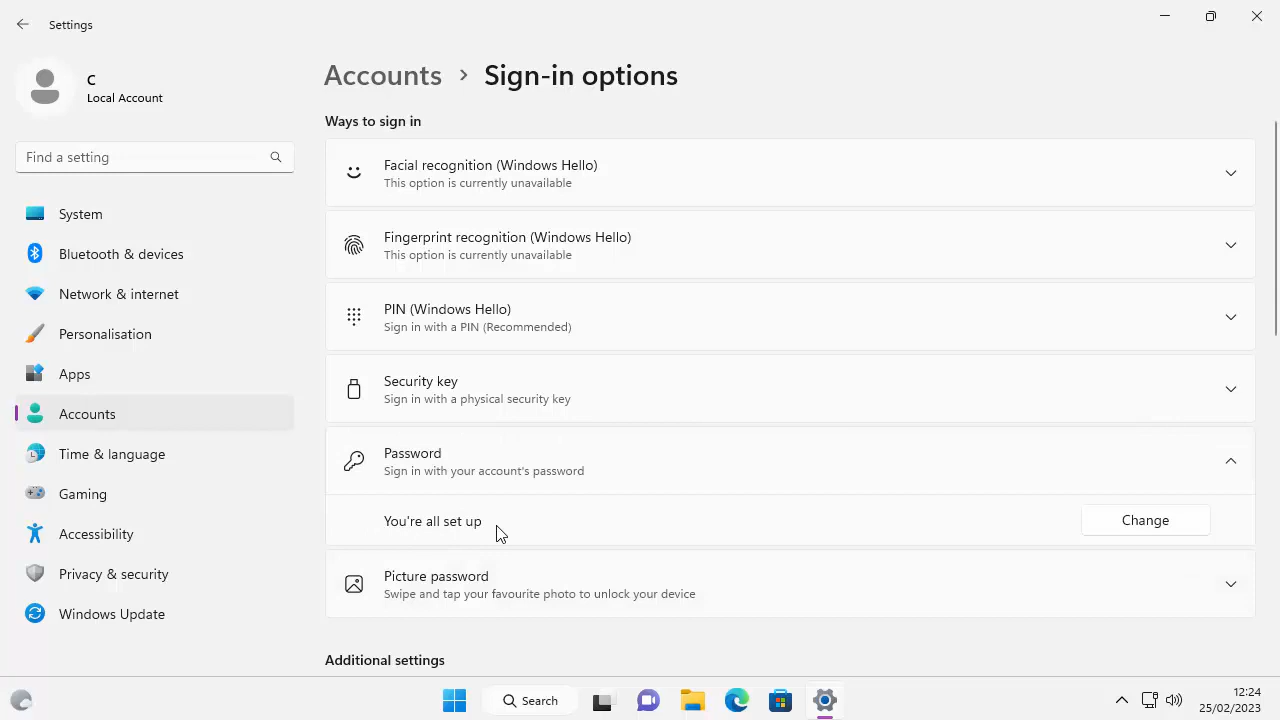 Settings
C
Local Account
Find a setting
System
Bluetooth & devices
Network & internet
Personalisation
Apps
Accounts
Time & language
Gaming
Accessibility
Privacy & security
Windows Update
Accounts > Sign-in options
Ways to sign in
Facial recognition (Windows Hello)
This option is currently unavailable
Fingerprint recognition (Windows Hello)
This option is currently unavailable
PIN (Windows Hello)
Sign in with a PIN (Recommended)
Security key
Sign in with a physical security key
Password
Sign in with your account's password
You're all set up
Change
Picture password
Swipe and tap your favourite photo to unlock your device
Additional settings
Search
12:24
25/02/2023